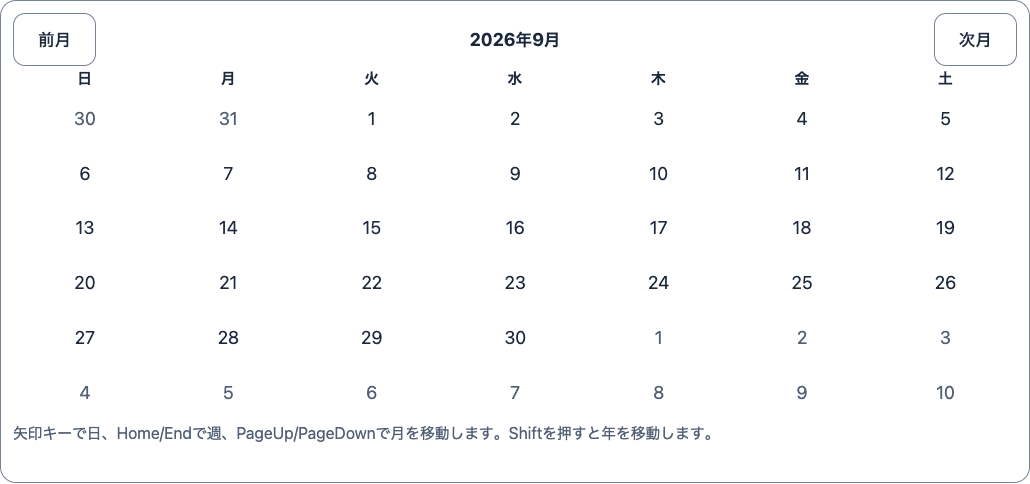 前月 2026年9月 次月
日 月 火 水 木 金 土
30 31 1 2 3 4 5
6 7 8 9 10 11 12
13 14 15 16 17 18 19
20 21 22 23 24 25 26
27 28 29 30 1 2 3
4 5 6 7 8 9 10
矢印キーで日、Home/Endで週、PageUp/PageDownで月を移動します。Shiftを押すと年を移動します。